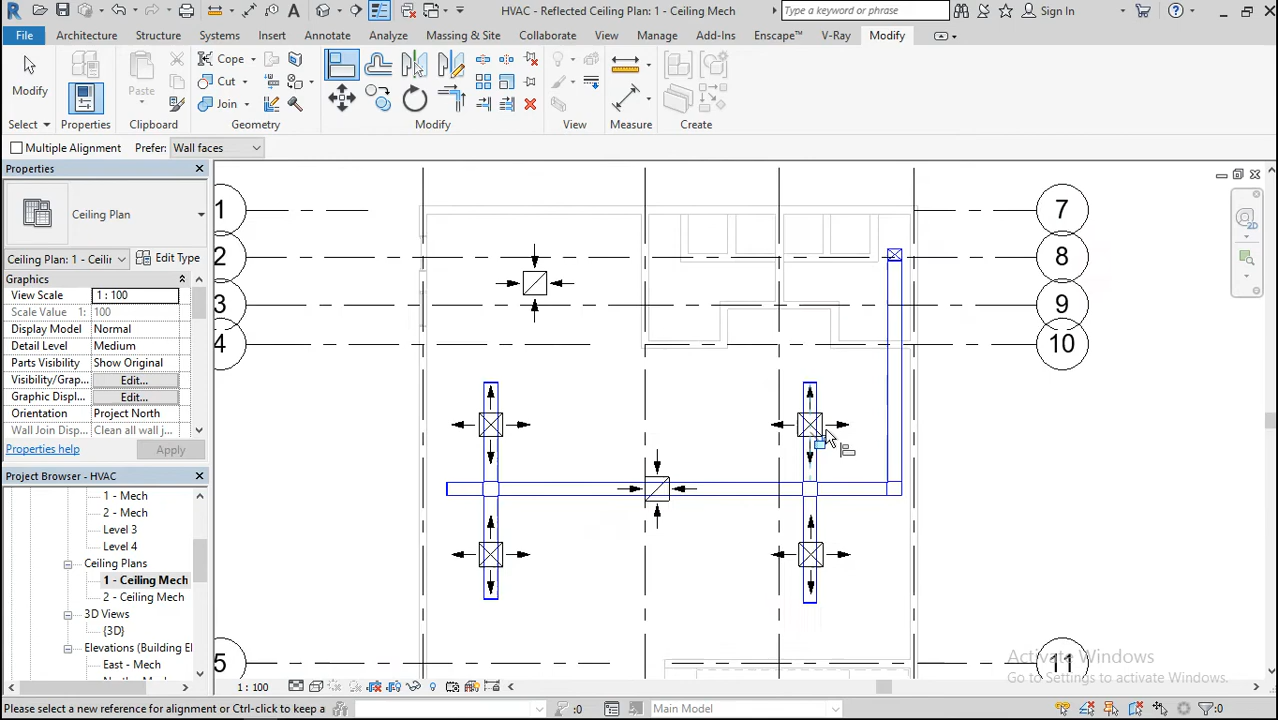 HVAC - Reflected Ceiling Plan: 1 - Ceiling Mech
Type a keyword or phrase
Sign In
File Architecture Structure Systems Insert Annotate Analyze Massing & Site Collaborate View Manage Add-Ins Enscape™ V-Ray Modify
Modify
Paste
Cope
Cut
Join
Select Properties Clipboard Geometry Modify View Measure Create
Multiple Alignment Prefer: Wall faces
Properties
Ceiling Plan
Ceiling Plan: 1 - Ceilir Edit Type
Graphics
View Scale 1 : 100
Scale Value 1: 100
Display Model Normal
Detail Level Medium
Parts Visibility Show Original
Visibility/Grap... Edit...
Graphic Displ... Edit...
Orientation Project North
Wall Join Disp... Clean all wall j...
Properties help Apply
Project Browser - HVAC
1 - Mech
2 - Mech
Level 3
Level 4
Ceiling Plans
1 - Ceiling Mech
2 - Ceiling Mech
3D Views
{3D}
Elevations (Building El
East - Mech
2D
1 7
2 8
3 9
4 10
5 11
Activate Windows
Go to Settings to activate Windows.
1 : 100
Please select a new reference for alignment or Ctrl-click to keep a :0 Main Model :0